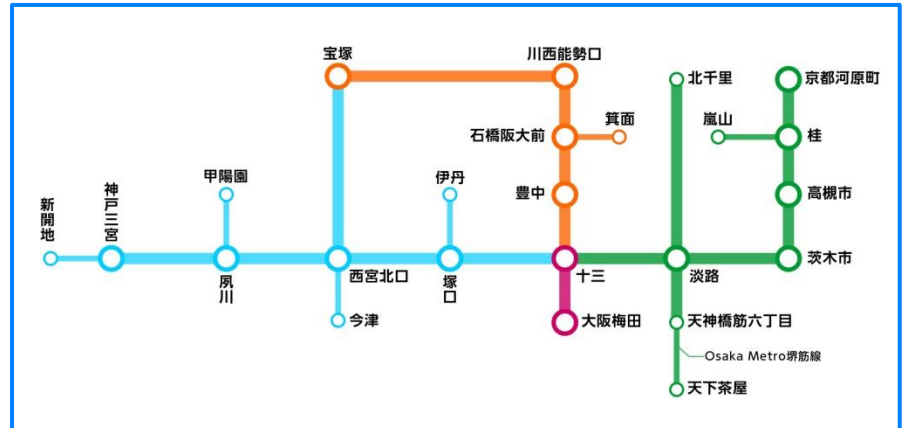 宝塚
川西能勢口
北千里
京都河原町
石橋阪大前
箕面
嵐山
桂
甲陽園
伊丹
豊中
高槻市
新開地
神戸三宮
夙川
西宮北口
塚口
十三
淡路
茨木市
今津
大阪梅田
天神橋筋六丁目
Osaka Metro堺筋線
天下茶屋